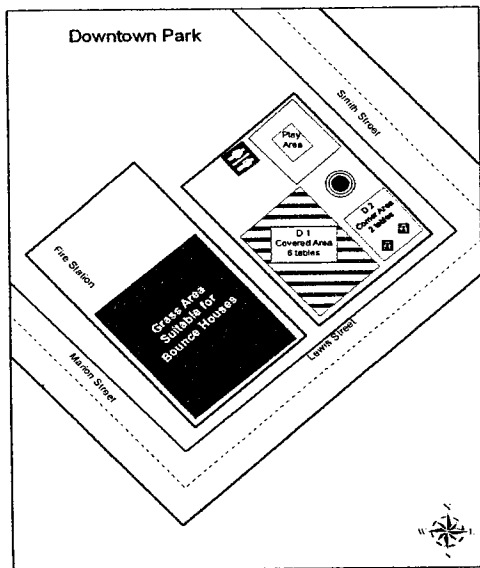 Downtown Park
Smith Street
Play
Area
D 2
Corner Area
2 tables
D 1
Covered Area
6 tables
Fire Station
Grass Area
Suitable for
Bounce Houses
Lewis Street
Marion Street
W
E